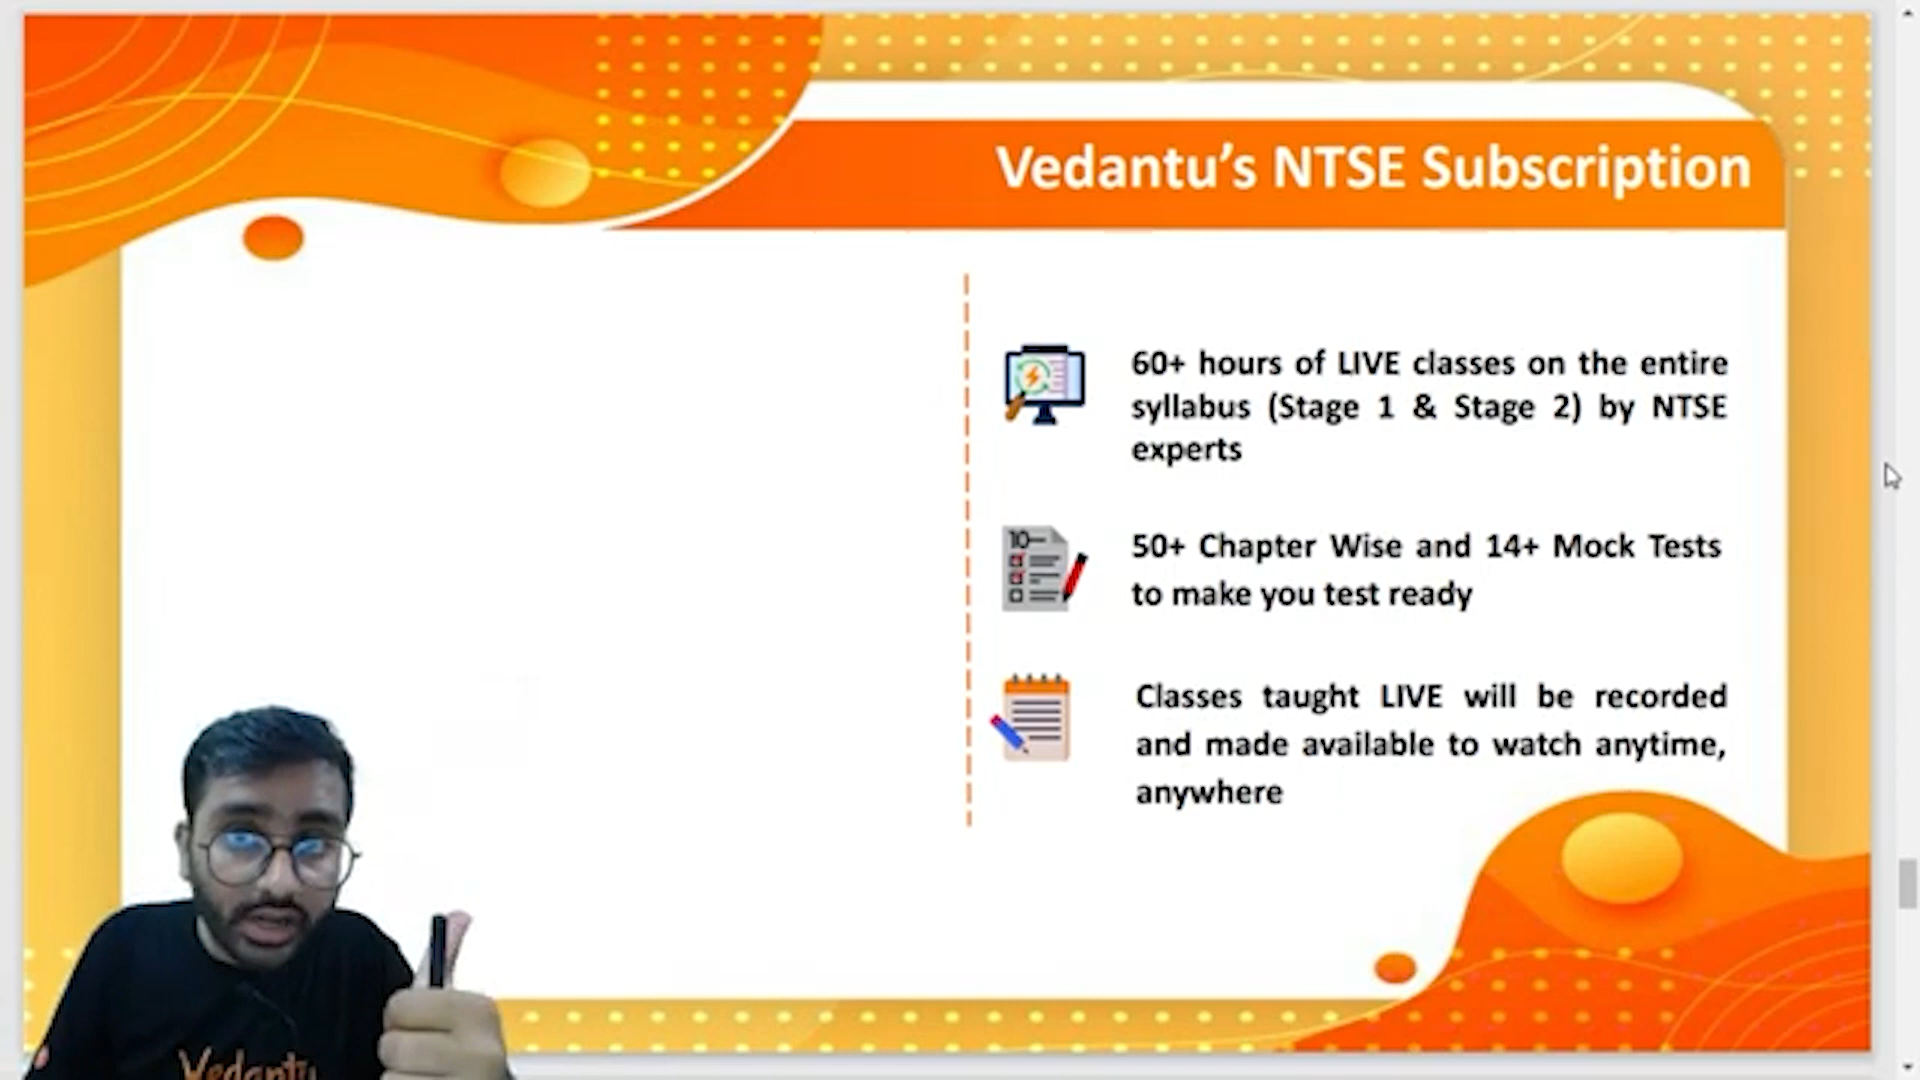 Vedantu’s NTSE Subscription
60+ hours of LIVE classes on the entire
syllabus (Stage 1 & Stage 2) by NTSE
experts
10
50+ Chapter Wise and 14+ Mock Tests
to make you test ready
Classes taught LIVE will be recorded
and made available to watch anytime,
anywhere
Vedantu